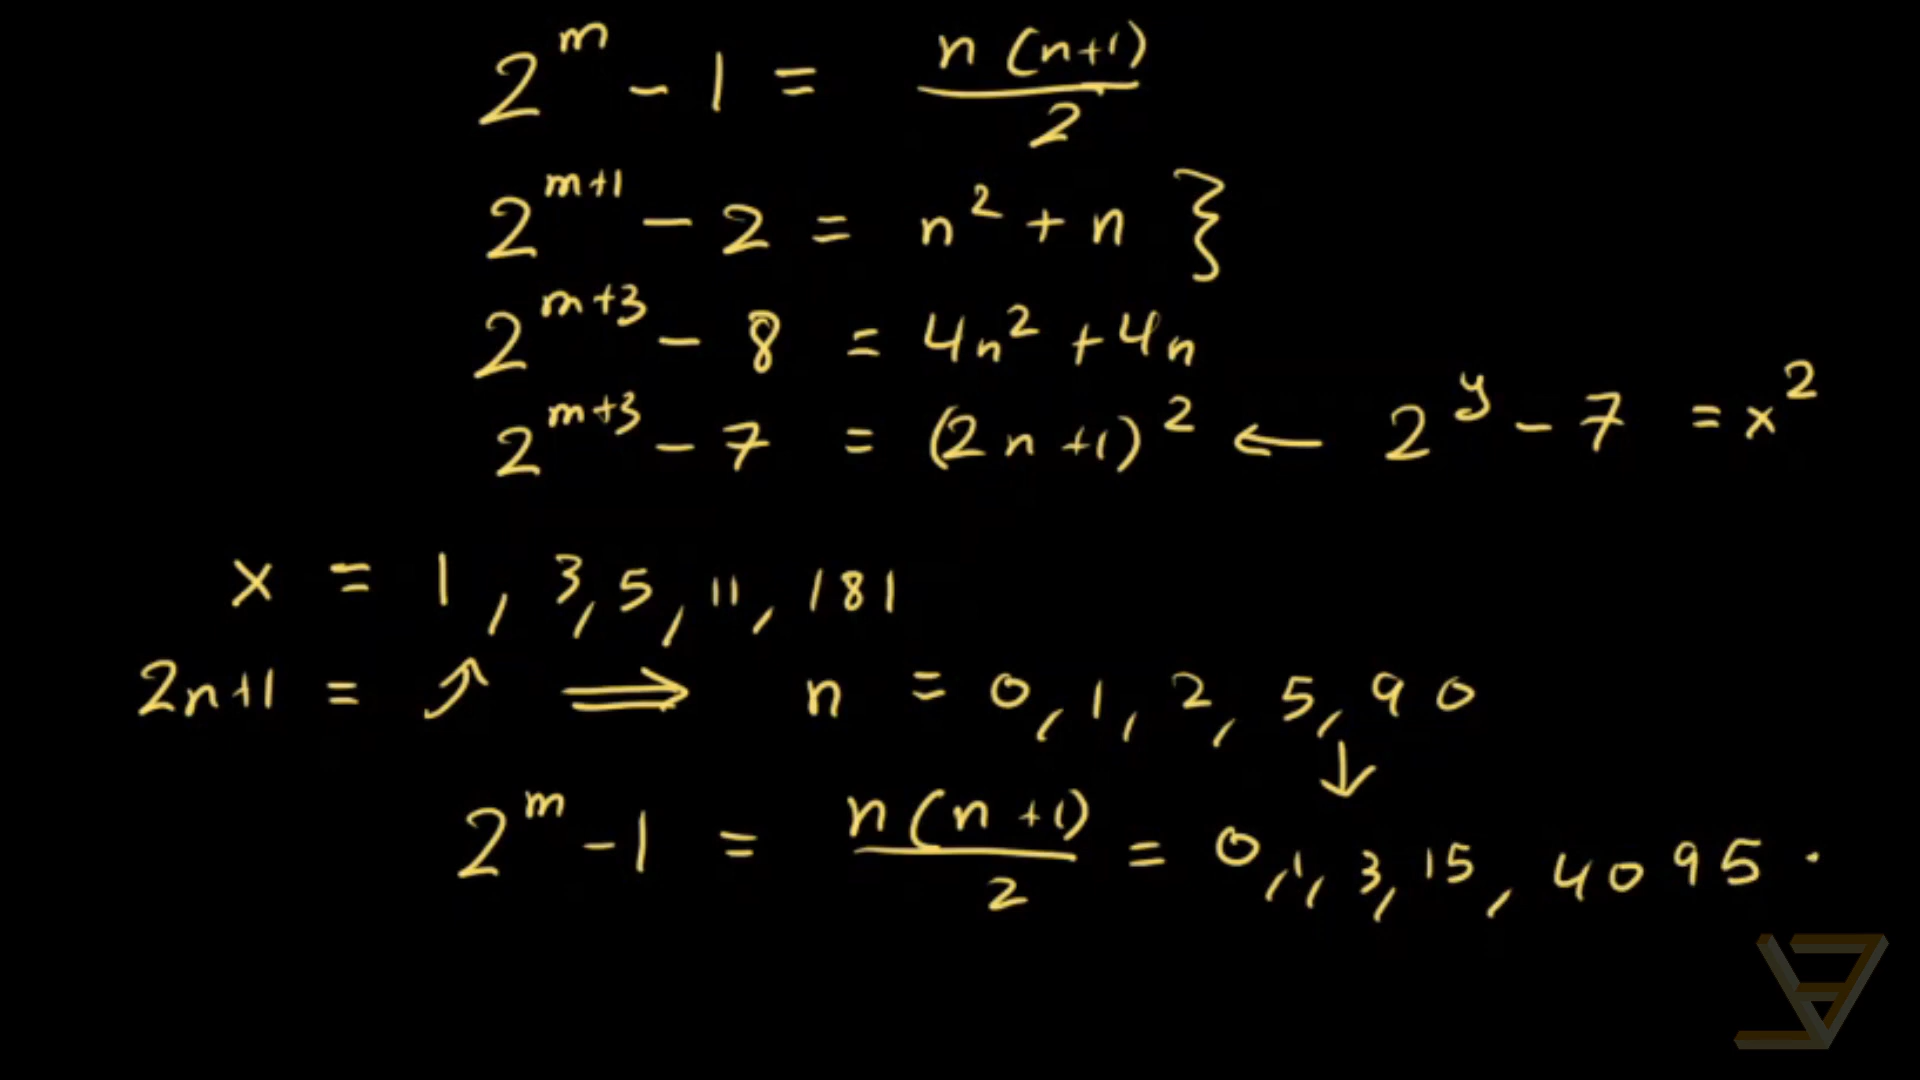 2^m - 1 = n(n+1)/2
2^(m+1) - 2 = n^2 + n }
2^(m+3) - 8 = 4n^2 + 4n
2^(m+3) - 7 = (2n+1)^2 ← 2^y - 7 = x^2
x = 1, 3, 5, 11, 181
2n+1 = ↗ ⟹ n = 0, 1, 2, 5, 90
↓
2^m - 1 = n(n+1)/2 = 0, 1, 3, 15, 4095.